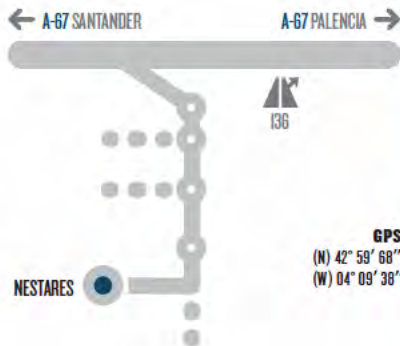 ← A-67 SANTANDER
A-67 PALENCIA →
136
GPS
(N) 42° 59' 68''
(W) 04° 09' 38''
NESTARES